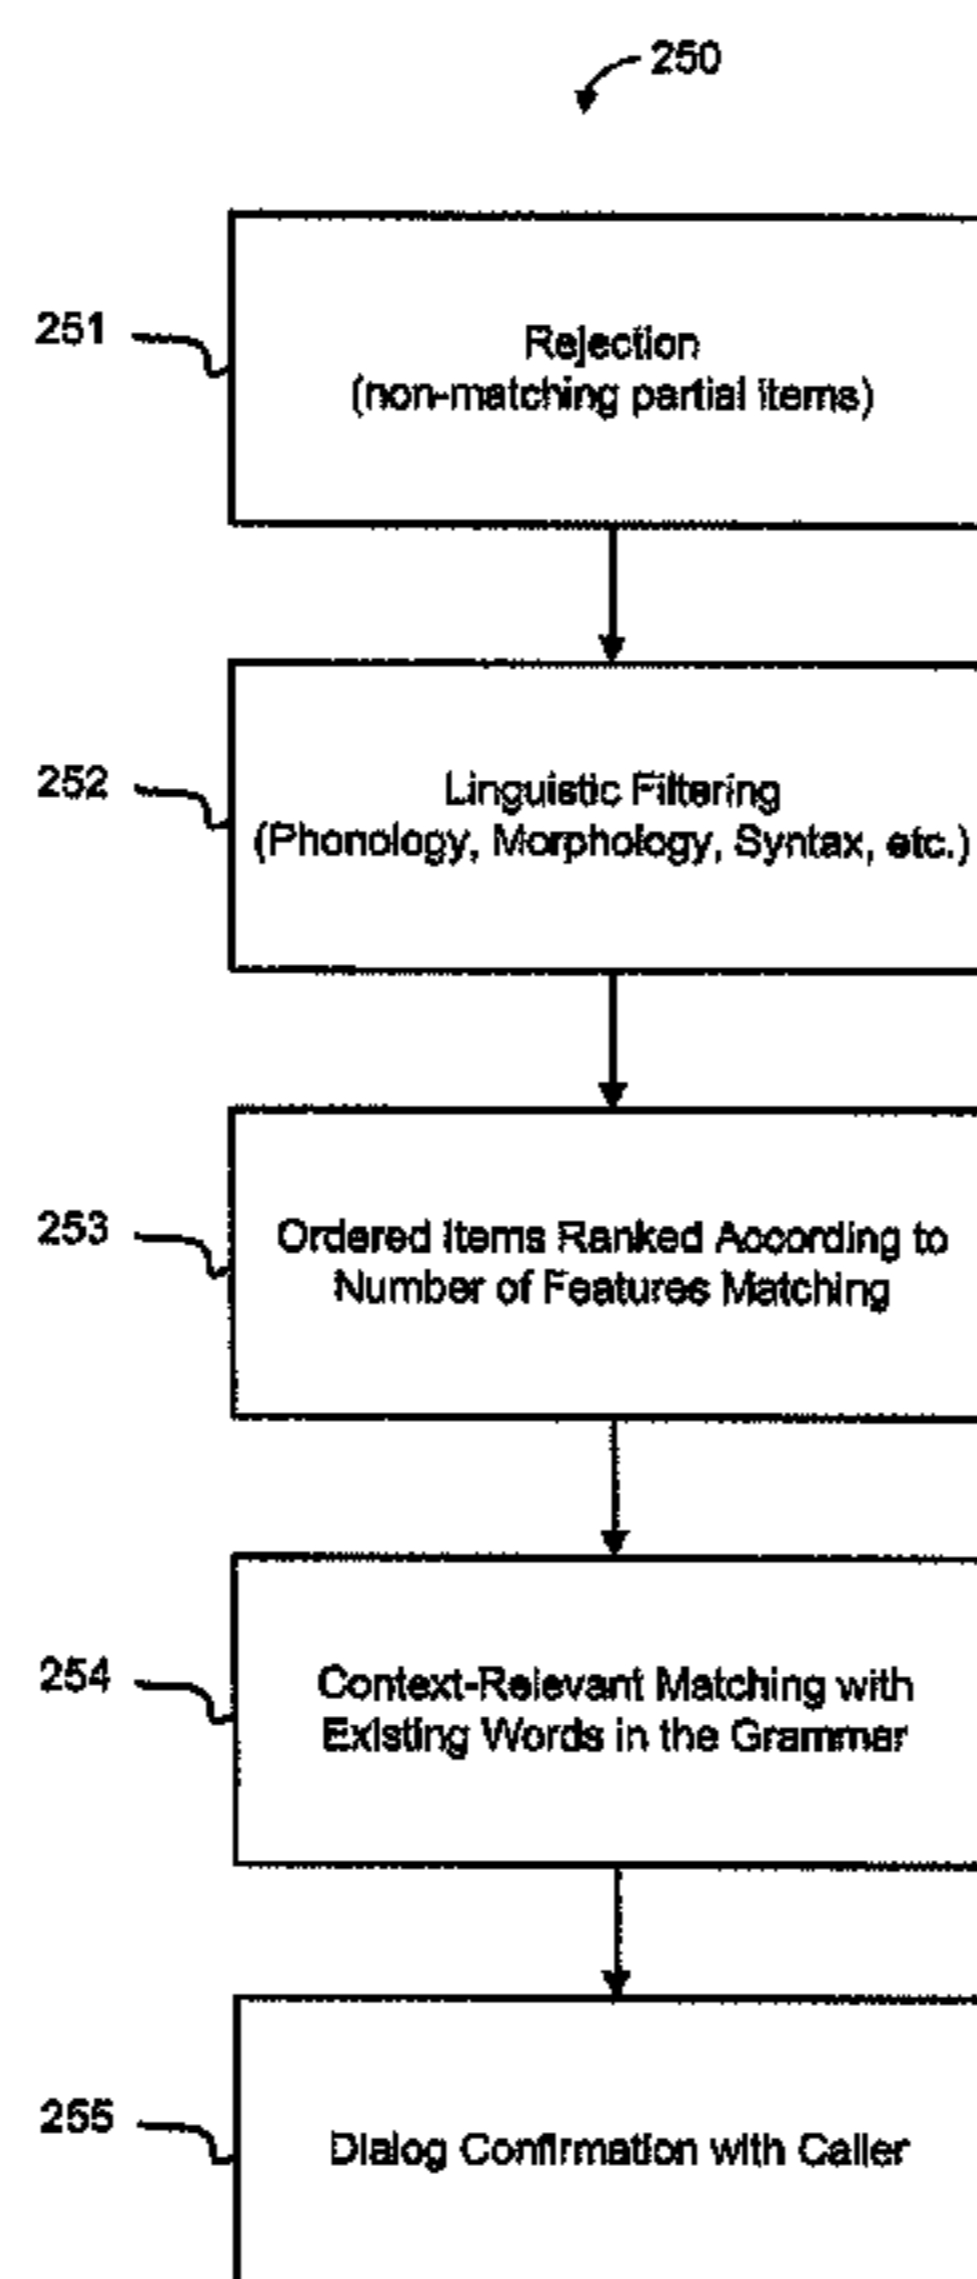 250
251
Rejection
(non-matching partial items)
252
Linguistic Filtering
(Phonology, Morphology, Syntax, etc.)
253
Ordered Items Ranked According to
Number of Features Matching
254
Context-Relevant Matching with
Existing Words in the Grammar
255
Dialog Confirmation with Caller